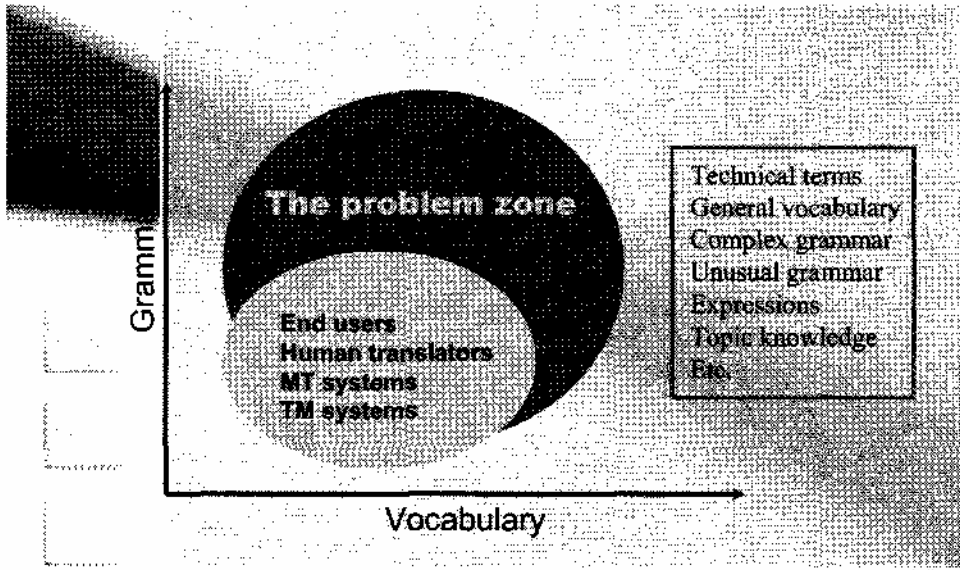 The problem zone
End users
Human translators
MT systems
TM systems
Technical terms
General vocabulary
Complex grammar
Unusual grammar
Expressions
Topic knowledge
Etc.
Gramm
Vocabulary